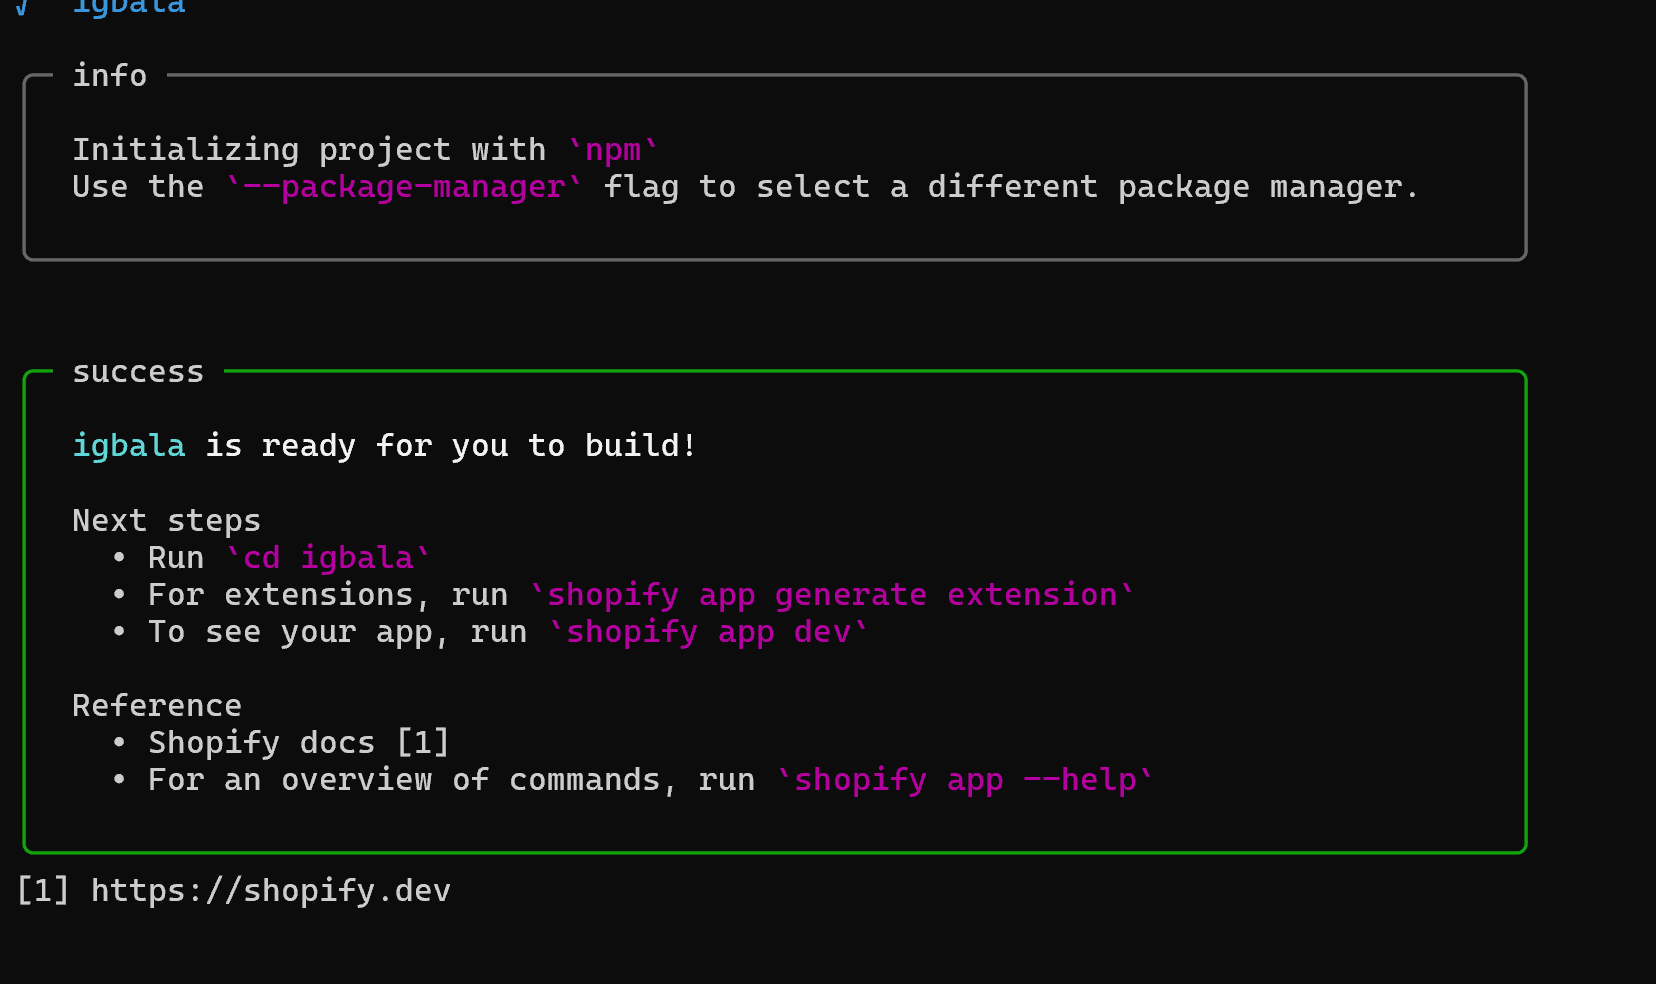 √ igbala
info
Initializing project with `npm`
Use the `--package-manager` flag to select a different package manager.
success
igbala is ready for you to build!
Next steps
• Run `cd igbala`
• For extensions, run `shopify app generate extension`
• To see your app, run `shopify app dev`
Reference
• Shopify docs [1]
• For an overview of commands, run `shopify app --help`
[1] https://shopify.dev